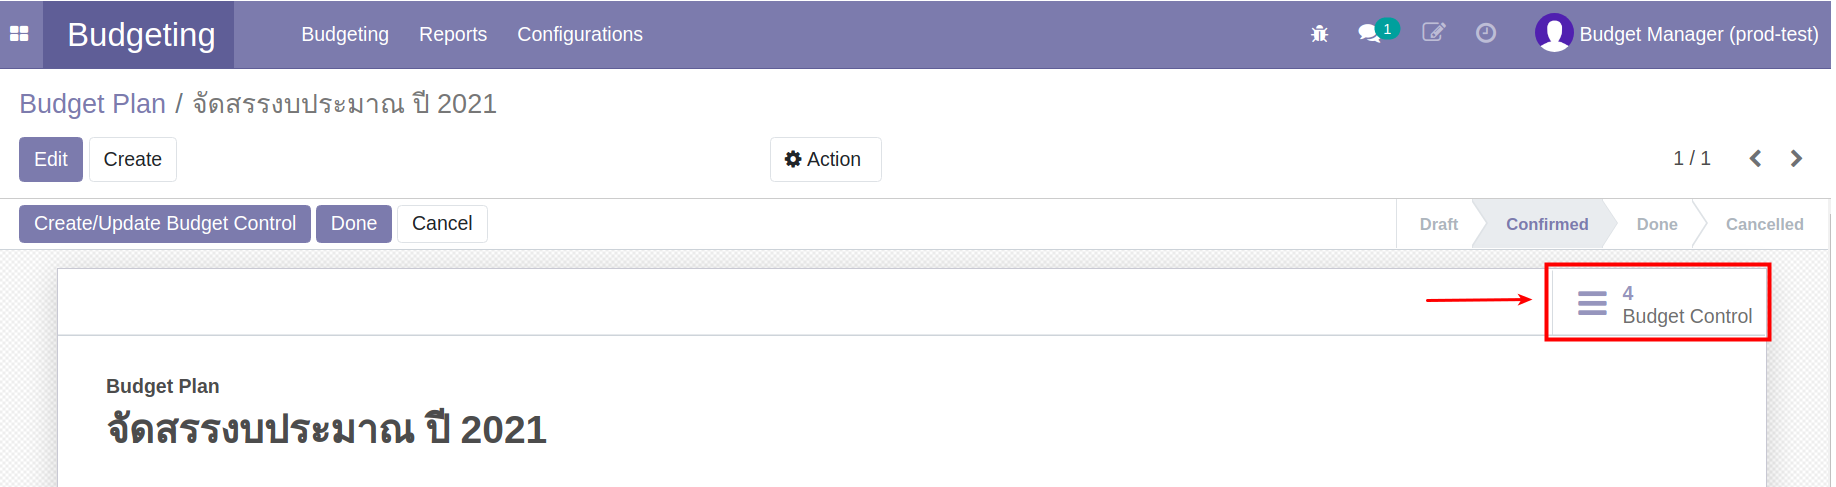 Budgeting Budgeting Reports Configurations 1 Budget Manager (prod-test)
Budget Plan / จัดสรรงบประมาณ ปี 2021
Edit Create Action 1 / 1
Create/Update Budget Control Done Cancel Draft Confirmed Done Cancelled
4
Budget Control
Budget Plan
จัดสรรงบประมาณ ปี 2021